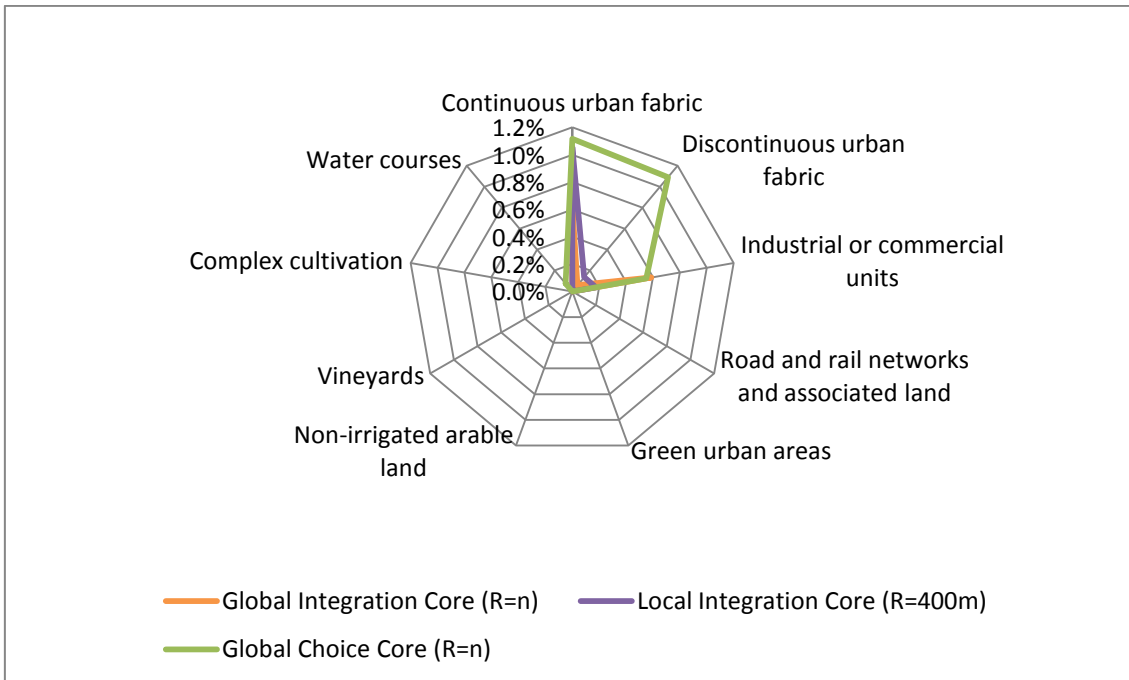 Continuous urban fabric
1.2%
1.0%
0.8%
0.6%
0.4%
0.2%
0.0%
Discontinuous urban
fabric
Industrial or commercial
units
Road and rail networks
and associated land
Green urban areas
Non-irrigated arable
land
Vineyards
Complex cultivation
Water courses
Global Integration Core (R=n)
Local Integration Core (R=400m)
Global Choice Core (R=n)